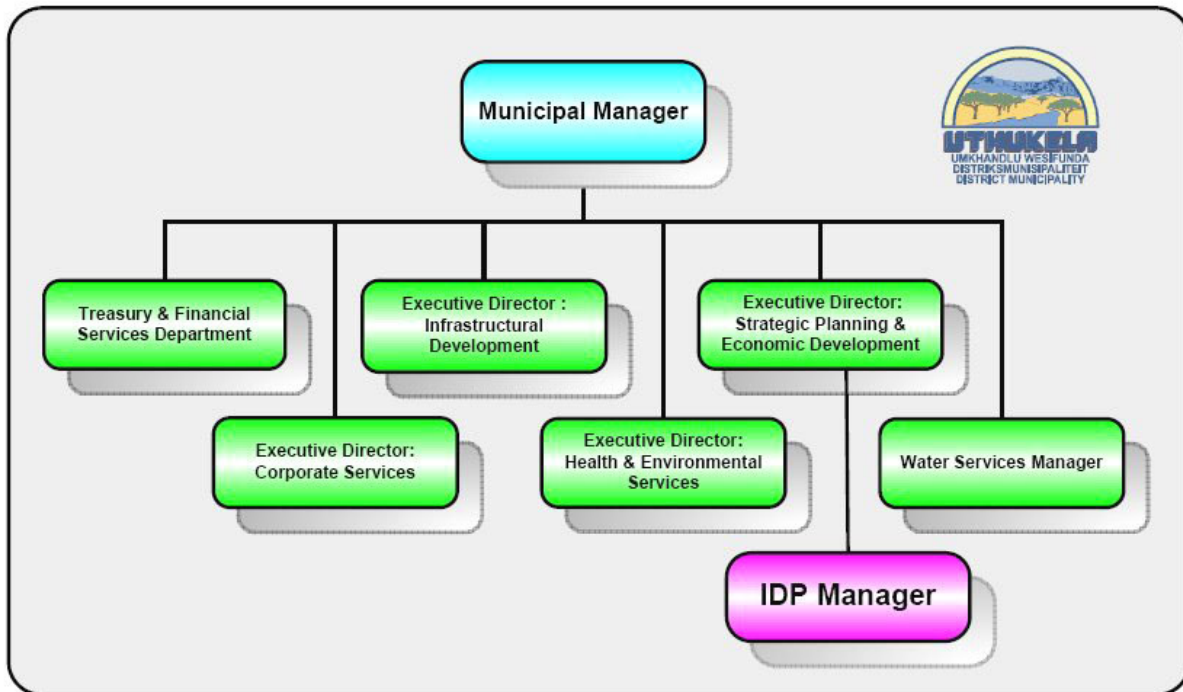 Municipal Manager
UTHUKELA
UMKHANDLU WESIFUNDA
DISTRIKSMUNISIPALITEIT
DISTRICT MUNICIPALITY
Treasury & Financial
Services Department
Executive Director :
Infrastructural
Development
Executive Director:
Strategic Planning &
Economic Development
Executive Director:
Corporate Services
Executive Director:
Health & Environmental
Services
Water Services Manager
IDP Manager